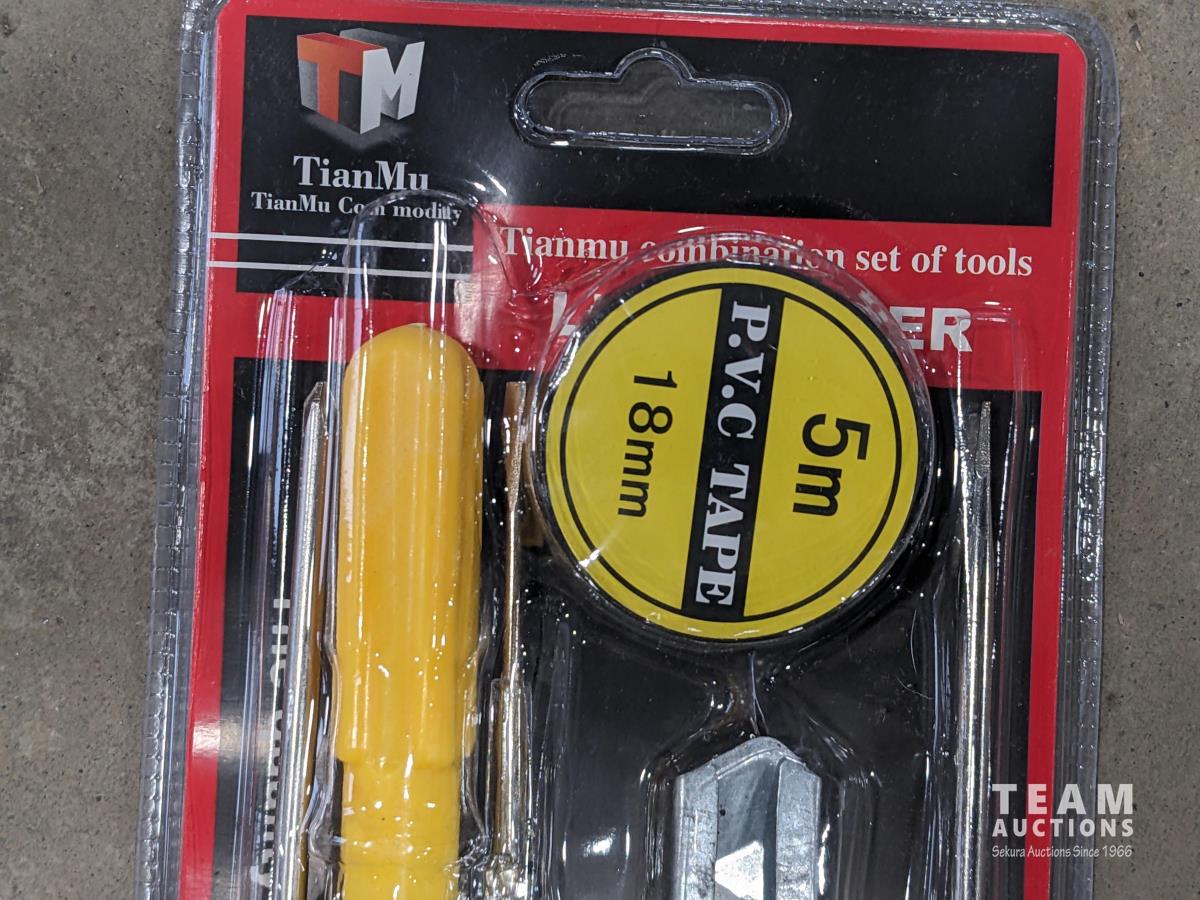 TM
TianMu
TianMu Com modity
Tianmu combination set of tools
P.V.C TAPE
5m
18mm
TEAM
AUCTIONS
Sekura Auctions Since 1966